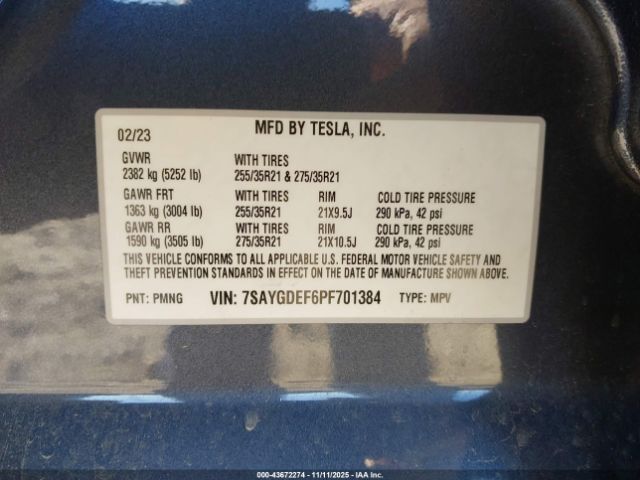 02/23 MFD BY TESLA, INC.
GVWR WITH TIRES
2382 kg (5252 lb) 255/35R21 & 275/35R21
GAWR FRT WITH TIRES RIM COLD TIRE PRESSURE
1363 kg (3004 lb) 255/35R21 21X9.5J 290 kPa, 42 psi
GAWR RR WITH TIRES RIM COLD TIRE PRESSURE
1590 kg (3505 lb) 275/35R21 21X10.5J 290 kPa, 42 psi
THIS VEHICLE CONFORMS TO ALL APPLICABLE U.S. FEDERAL MOTOR VEHICLE SAFETY AND
THEFT PREVENTION STANDARDS IN EFFECT ON THE DATE OF MANUFACTURE SHOWN ABOVE.
PNT: PMNG VIN: 7SAYGDEF6PF701384 TYPE: MPV
000-43672274 - 11/11/2025 - IAA